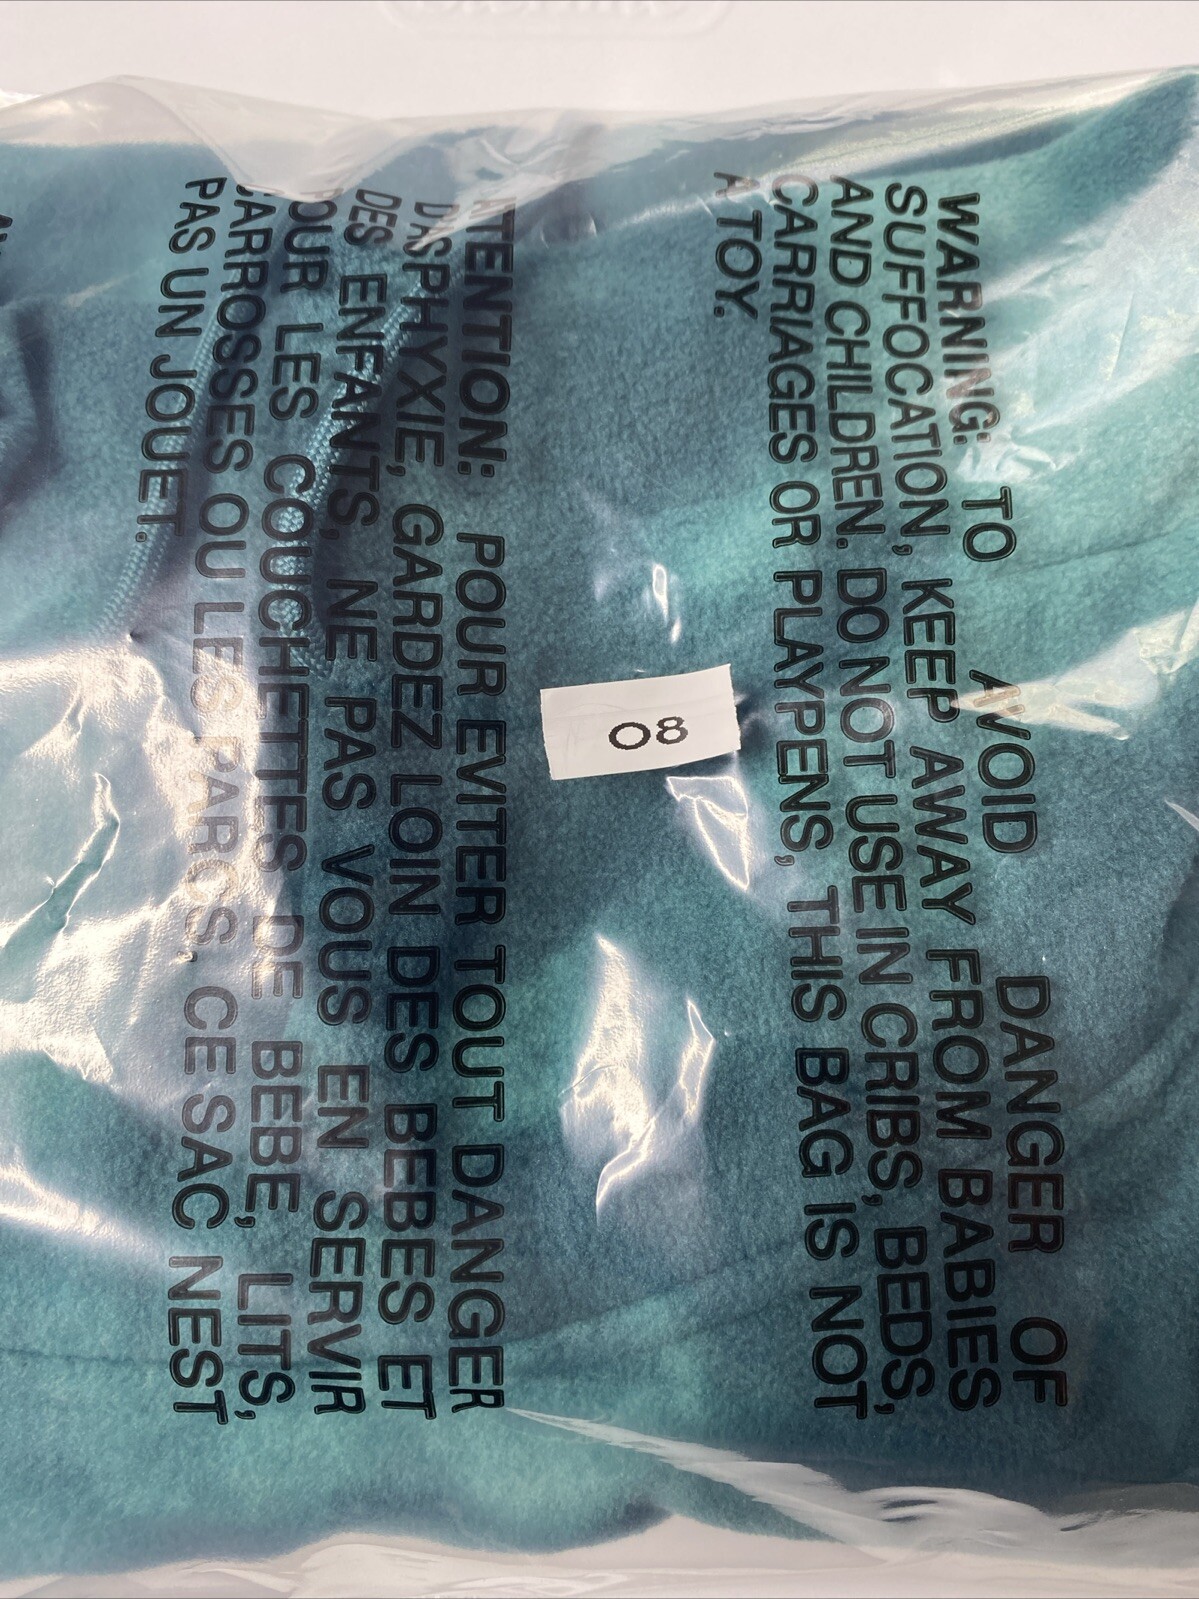 WARNING: TO AVOID DANGER OF
SUFFOCATION, KEEP AWAY FROM BABIES
AND CHILDREN. DO NOT USE IN CRIBS, BEDS,
CARRIAGES OR PLAYPENS, THIS BAG IS NOT
A TOY.
08
ATTENTION: POUR EVITER TOUT DANGER
DASPHYXIE, GARDEZ LOIN DES BEBES ET
DES ENFANTS, NE PAS VOUS EN SERVIR
POUR LES COUCHETTES DE BEBE, LITS,
CARROSSES OU LES PAROS, CE SAC NEST
PAS UN JOUET.